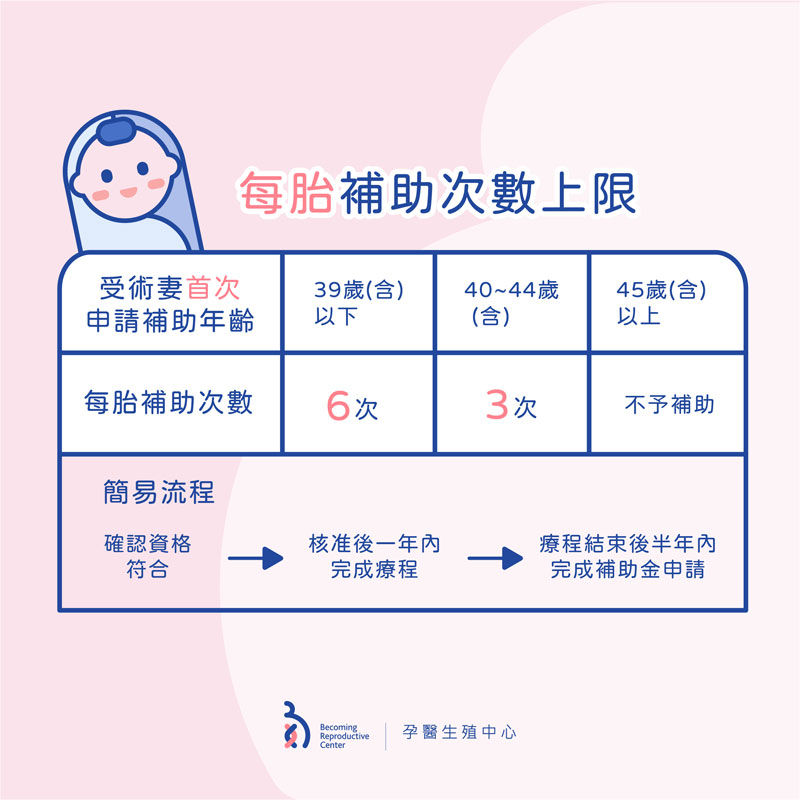 每胎補助次數上限
受術妻首次
申請補助年齡
39歲(含)
以下
40~44歲
(含)
45歲(含)
以上
每胎補助次數
6次
3次
不予補助
簡易流程
確認資格
符合
核准後一年內
完成療程
療程結束後半年內
完成補助金申請
Becoming
Reproductive
Center
孕醫生殖中心